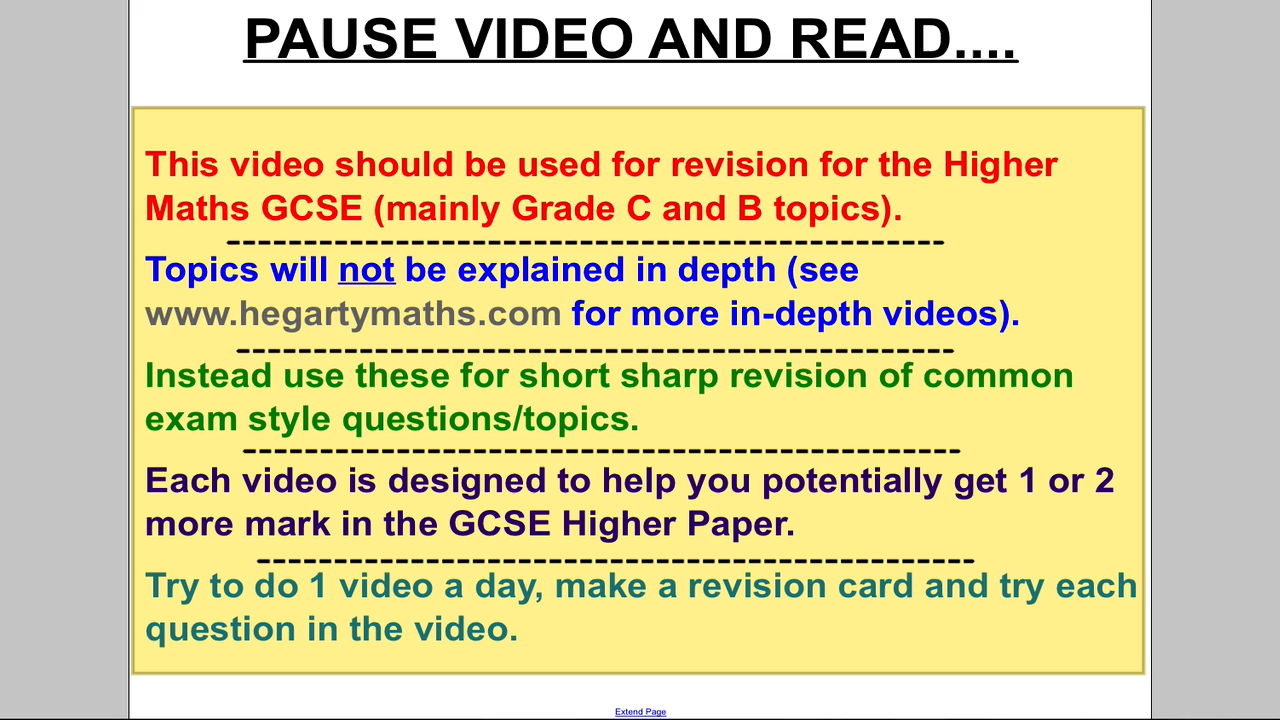 PAUSE VIDEO AND READ....
This video should be used for revision for the Higher
Maths GCSE (mainly Grade C and B topics).
Topics will not be explained in depth (see
www.hegartymaths.com for more in-depth videos).
Instead use these for short sharp revision of common
exam style questions/topics.
Each video is designed to help you potentially get 1 or 2
more mark in the GCSE Higher Paper.
Try to do 1 video a day, make a revision card and try each
question in the video.
Extend Page